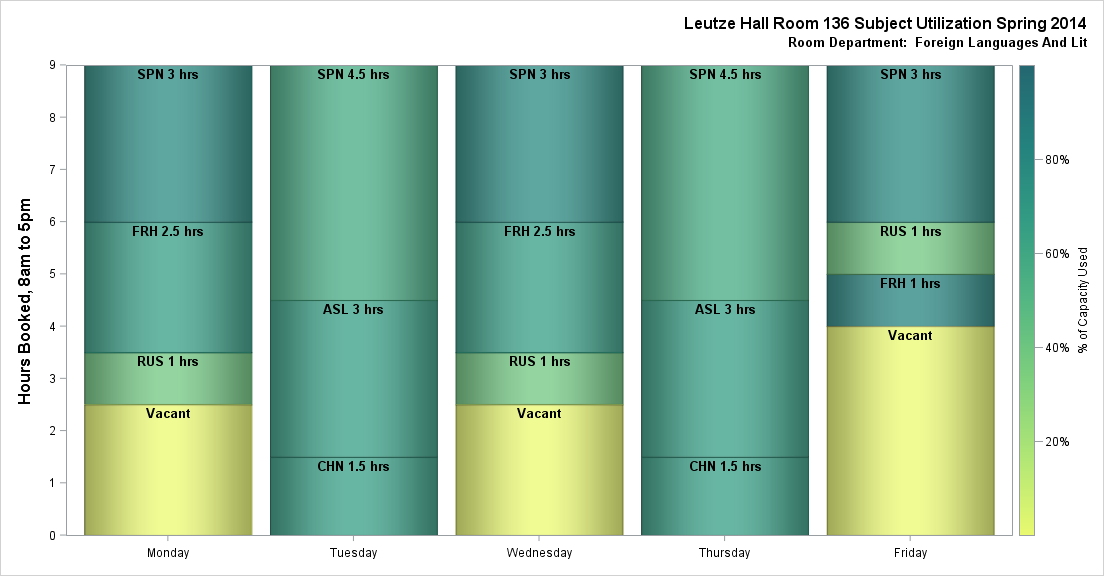 Leutze Hall Room 136 Subject Utilization Spring 2014
Room Department:  Foreign Languages And Lit
Hours Booked, 8am to 5pm
9
8
7
6
5
4
3
2
1
0
SPN 3 hrs
FRH 2.5 hrs
RUS 1 hrs
Vacant
SPN 4.5 hrs
ASL 3 hrs
CHN 1.5 hrs
SPN 3 hrs
FRH 2.5 hrs
RUS 1 hrs
Vacant
SPN 4.5 hrs
ASL 3 hrs
CHN 1.5 hrs
SPN 3 hrs
RUS 1 hrs
FRH 1 hrs
Vacant
Monday
Tuesday
Wednesday
Thursday
Friday
80%
60%
40%
20%
% of Capacity Used